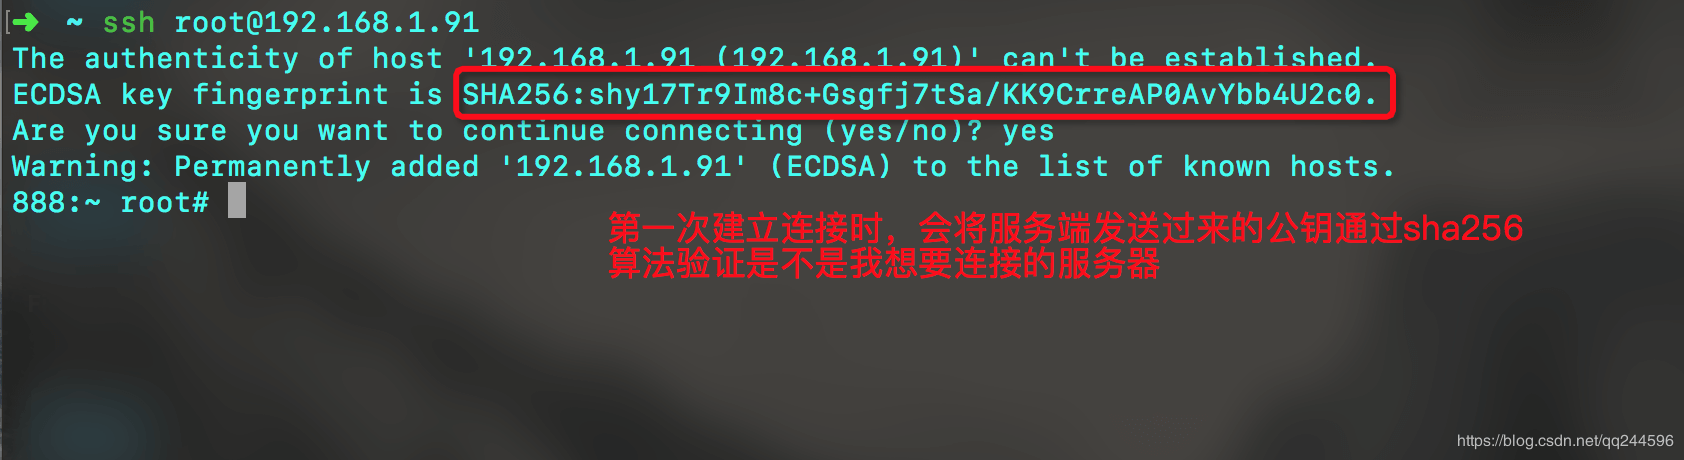 [➜ ~ ssh root@192.168.1.91
The authenticity of host '192.168.1.91 (192.168.1.91)' can't be established.
ECDSA key fingerprint is SHA256:shy17Tr9Im8c+Gsgfj7tSa/KK9CrreAP0AvYbb4U2c0.
Are you sure you want to continue connecting (yes/no)? yes
Warning: Permanently added '192.168.1.91' (ECDSA) to the list of known hosts.
888:~ root#
第一次建立连接时，会将服务端发送过来的公钥通过sha256
算法验证是不是我想要连接的服务器
https://blog.csdn.net/qq244596